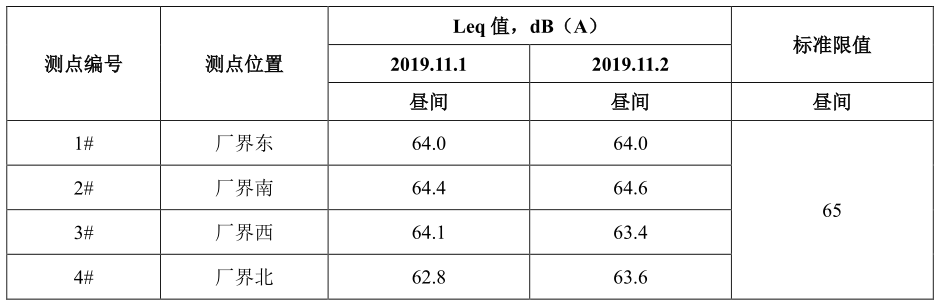 测点编号 测点位置 Leq 值，dB（A） 标准限值
2019.11.1 2019.11.2
昼间 昼间 昼间
1# 厂界东 64.0 64.0 65
2# 厂界南 64.4 64.6
3# 厂界西 64.1 63.4
4# 厂界北 62.8 63.6